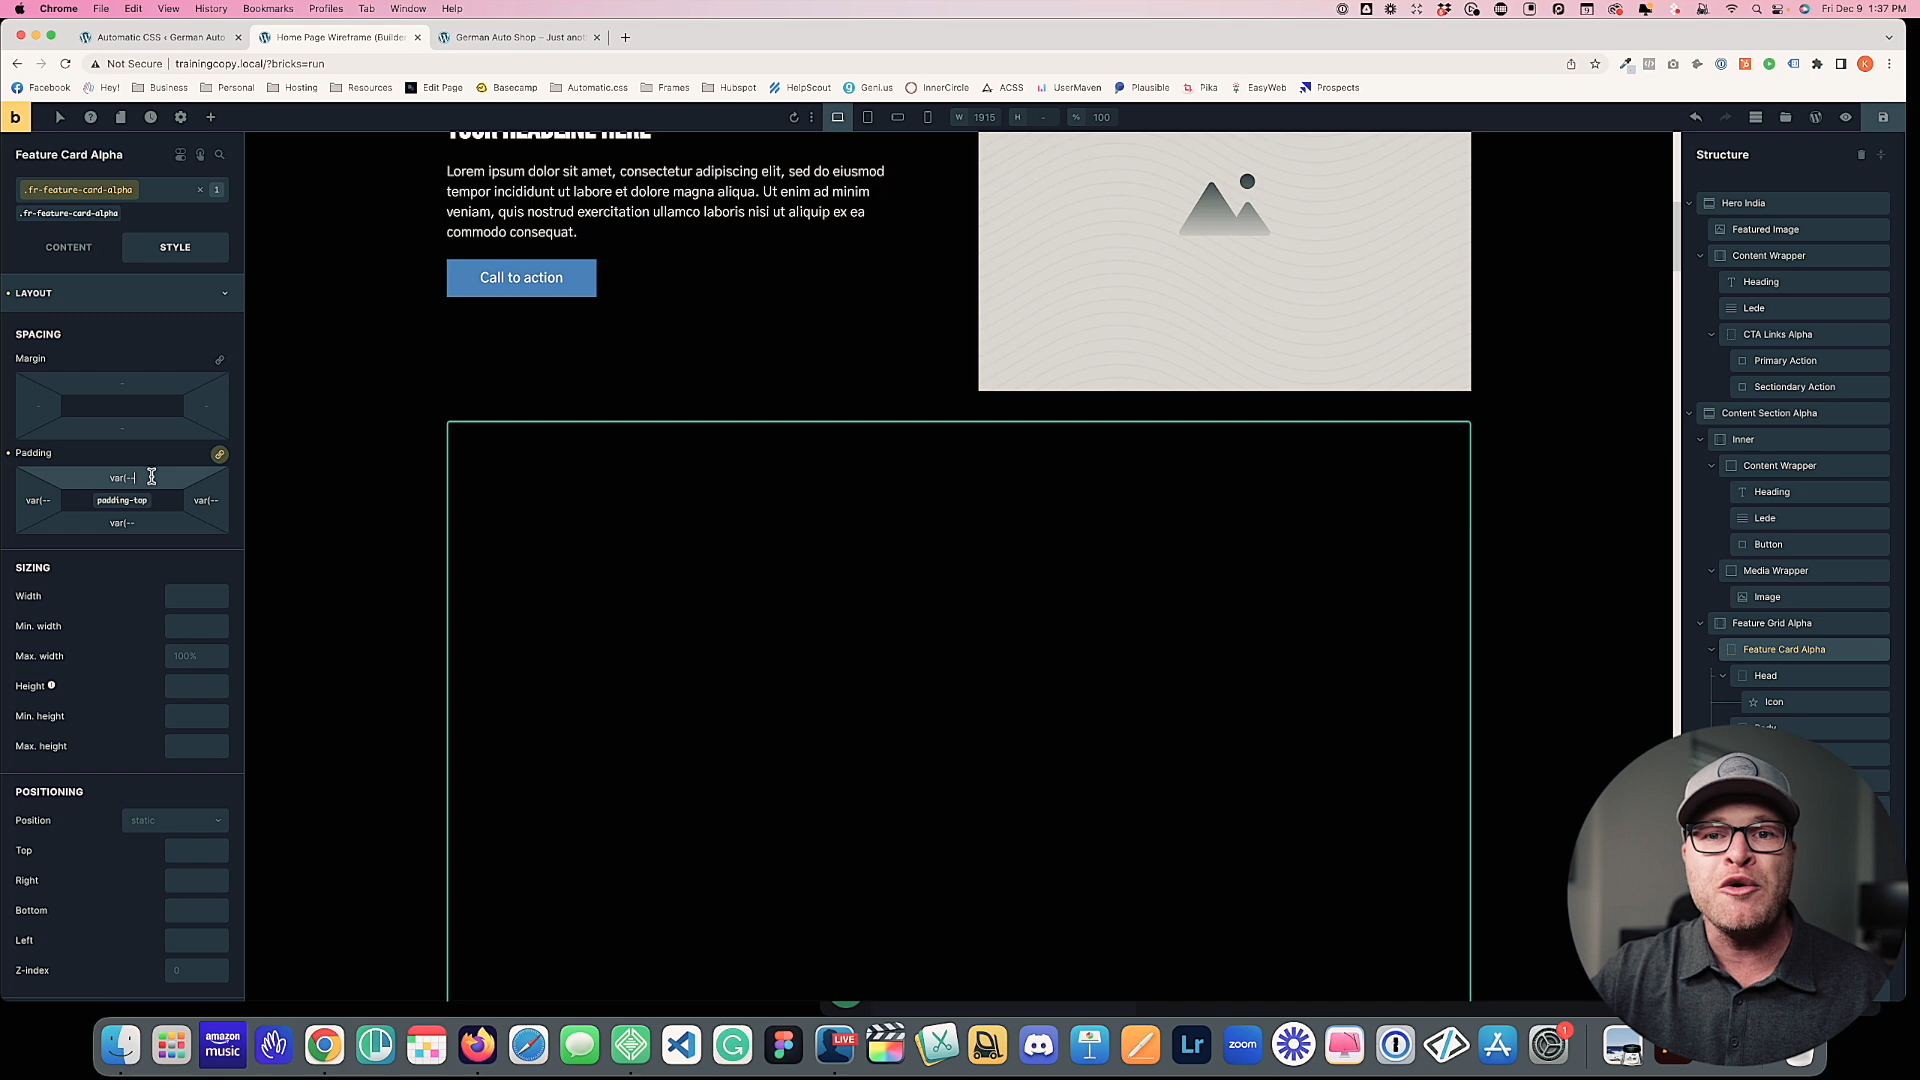 Chrome File Edit View History Bookmarks Profiles Tab Window Help
Fri Dec 9 1:37 PM
Automatic CSS ‹ German Auto
Home Page Wireframe (Builder
German Auto Shop – Just anot
Not Secure trainingcopy.local/?bricks=run
Facebook Hey! Business Personal Hosting Resources Edit Page Basecamp Automatic.css Frames Hubspot HelpScout Geni.us InnerCircle ACSS UserMaven Plausible Pika EasyWeb Prospects
b
W 1915 H - % 100
Feature Card Alpha
.fr-feature-card-alpha
1
.fr-feature-card-alpha
CONTENT
STYLE
LAYOUT
SPACING
Margin
Padding
var(--
var(--
padding-top
var(--
var(--
SIZING
Width
Min. width
Max. width 100%
Height
Min. height
Max. height
POSITIONING
Position static
Top
Right
Bottom
Left
Z-index 0
YOUR HEADLINE HERE
Lorem ipsum dolor sit amet, consectetur adipiscing elit, sed do eiusmod
tempor incididunt ut labore et dolore magna aliqua. Ut enim ad minim
veniam, quis nostrud exercitation ullamco laboris nisi ut aliquip ex ea
commodo consequat.
Call to action
Structure
Hero India
Featured Image
Content Wrapper
Heading
Lede
CTA Links Alpha
Primary Action
Sectiondary Action
Content Section Alpha
Inner
Content Wrapper
Heading
Lede
Button
Media Wrapper
Image
Feature Grid Alpha
Feature Card Alpha
Head
Icon
Body
amazon
music
LIVE
Lr
zoom
1